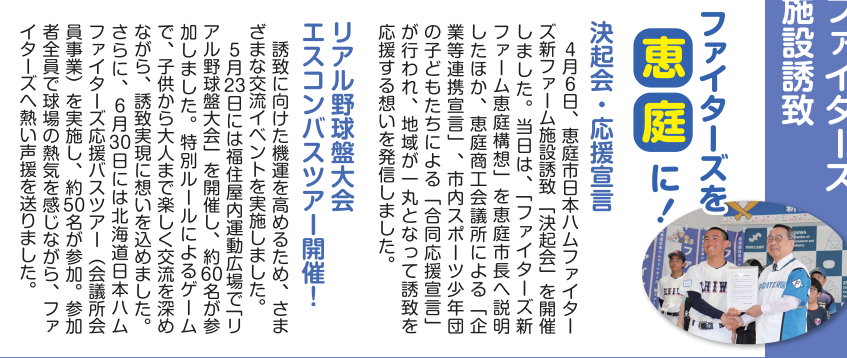 ファイターズ
施設誘致
ファイターズを
恵庭に！
決起会・応援宣言
　4月6日、恵庭市日本ハムファイター
ズ新ファーム施設誘致「決起会」を開催
しました。当日は、「ファイターズ新
ファーム恵庭構想」を恵庭市長へ説明
したほか、恵庭商工会議所による「企
業等連携宣言」、市内スポーツ少年団
の子どもたちによる「合同応援宣言」
が行われ、地域が一丸となって誘致を
応援する想いを発信しました。
リアル野球盤大会
エスコンバスツアー開催！
　誘致に向けた機運を高めるため、さま
ざまな交流イベントを実施しました。
　5月23日には福住屋内運動広場で「リ
アル野球盤大会」を開催し、約60名が参
加しました。特別ルールによるゲーム
で、子供から大人まで楽しく交流を深め
ながら、誘致実現に想いを込めました。
さらに、6月30日には北海道日本ハム
ファイターズ応援バスツアー（会議所会
員事業）を実施し、約50名が参加。参加
者全員で球場の熱気を感じながら、ファ
イターズへ熱い声援を送りました。